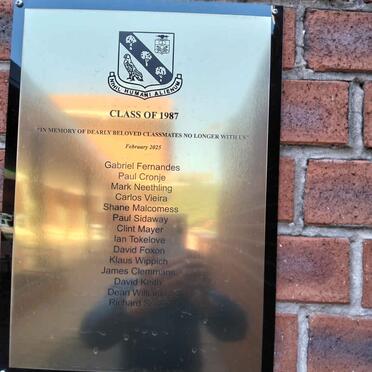 NIHIL HUMANI ALIENUM
CLASS OF 1987
"IN MEMORY OF DEARLY BELOVED CLASSMATES NO LONGER WITH US"
February 2025
Gabriel Fernandes
Paul Cronje
Mark Neethling
Carlos Vieira
Shane Malcomess
Paul Sidaway
Clint Mayer
Ian Tokelove
David Foxon
Klaus Wippich
James Clemmans
David Keith
Dean
Richard